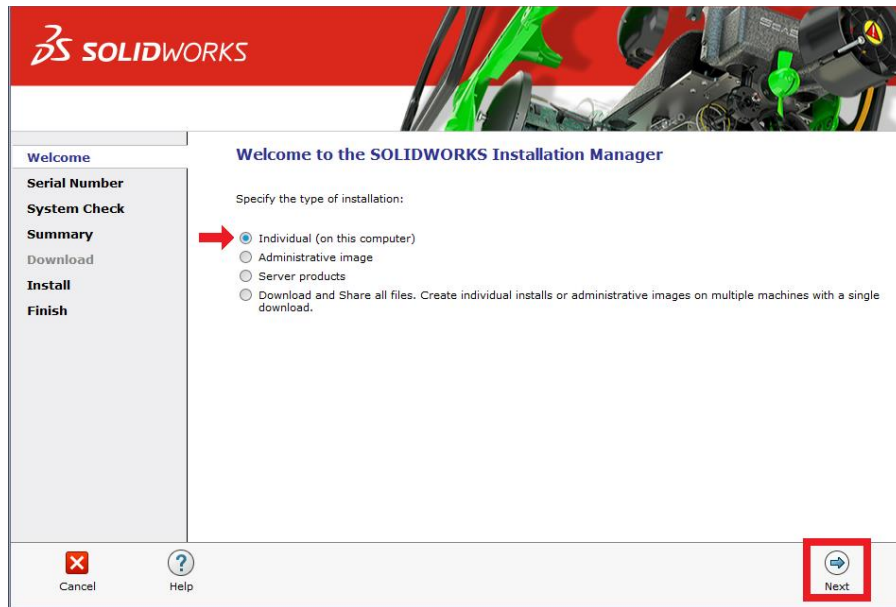 SOLIDWORKS
Welcome
Serial Number
System Check
Summary
Download
Install
Finish
Welcome to the SOLIDWORKS Installation Manager
Specify the type of installation:
Individual (on this computer)
Administrative image
Server products
Download and Share all files. Create individual installs or administrative images on multiple machines with a single
download.
Cancel
Help
Next